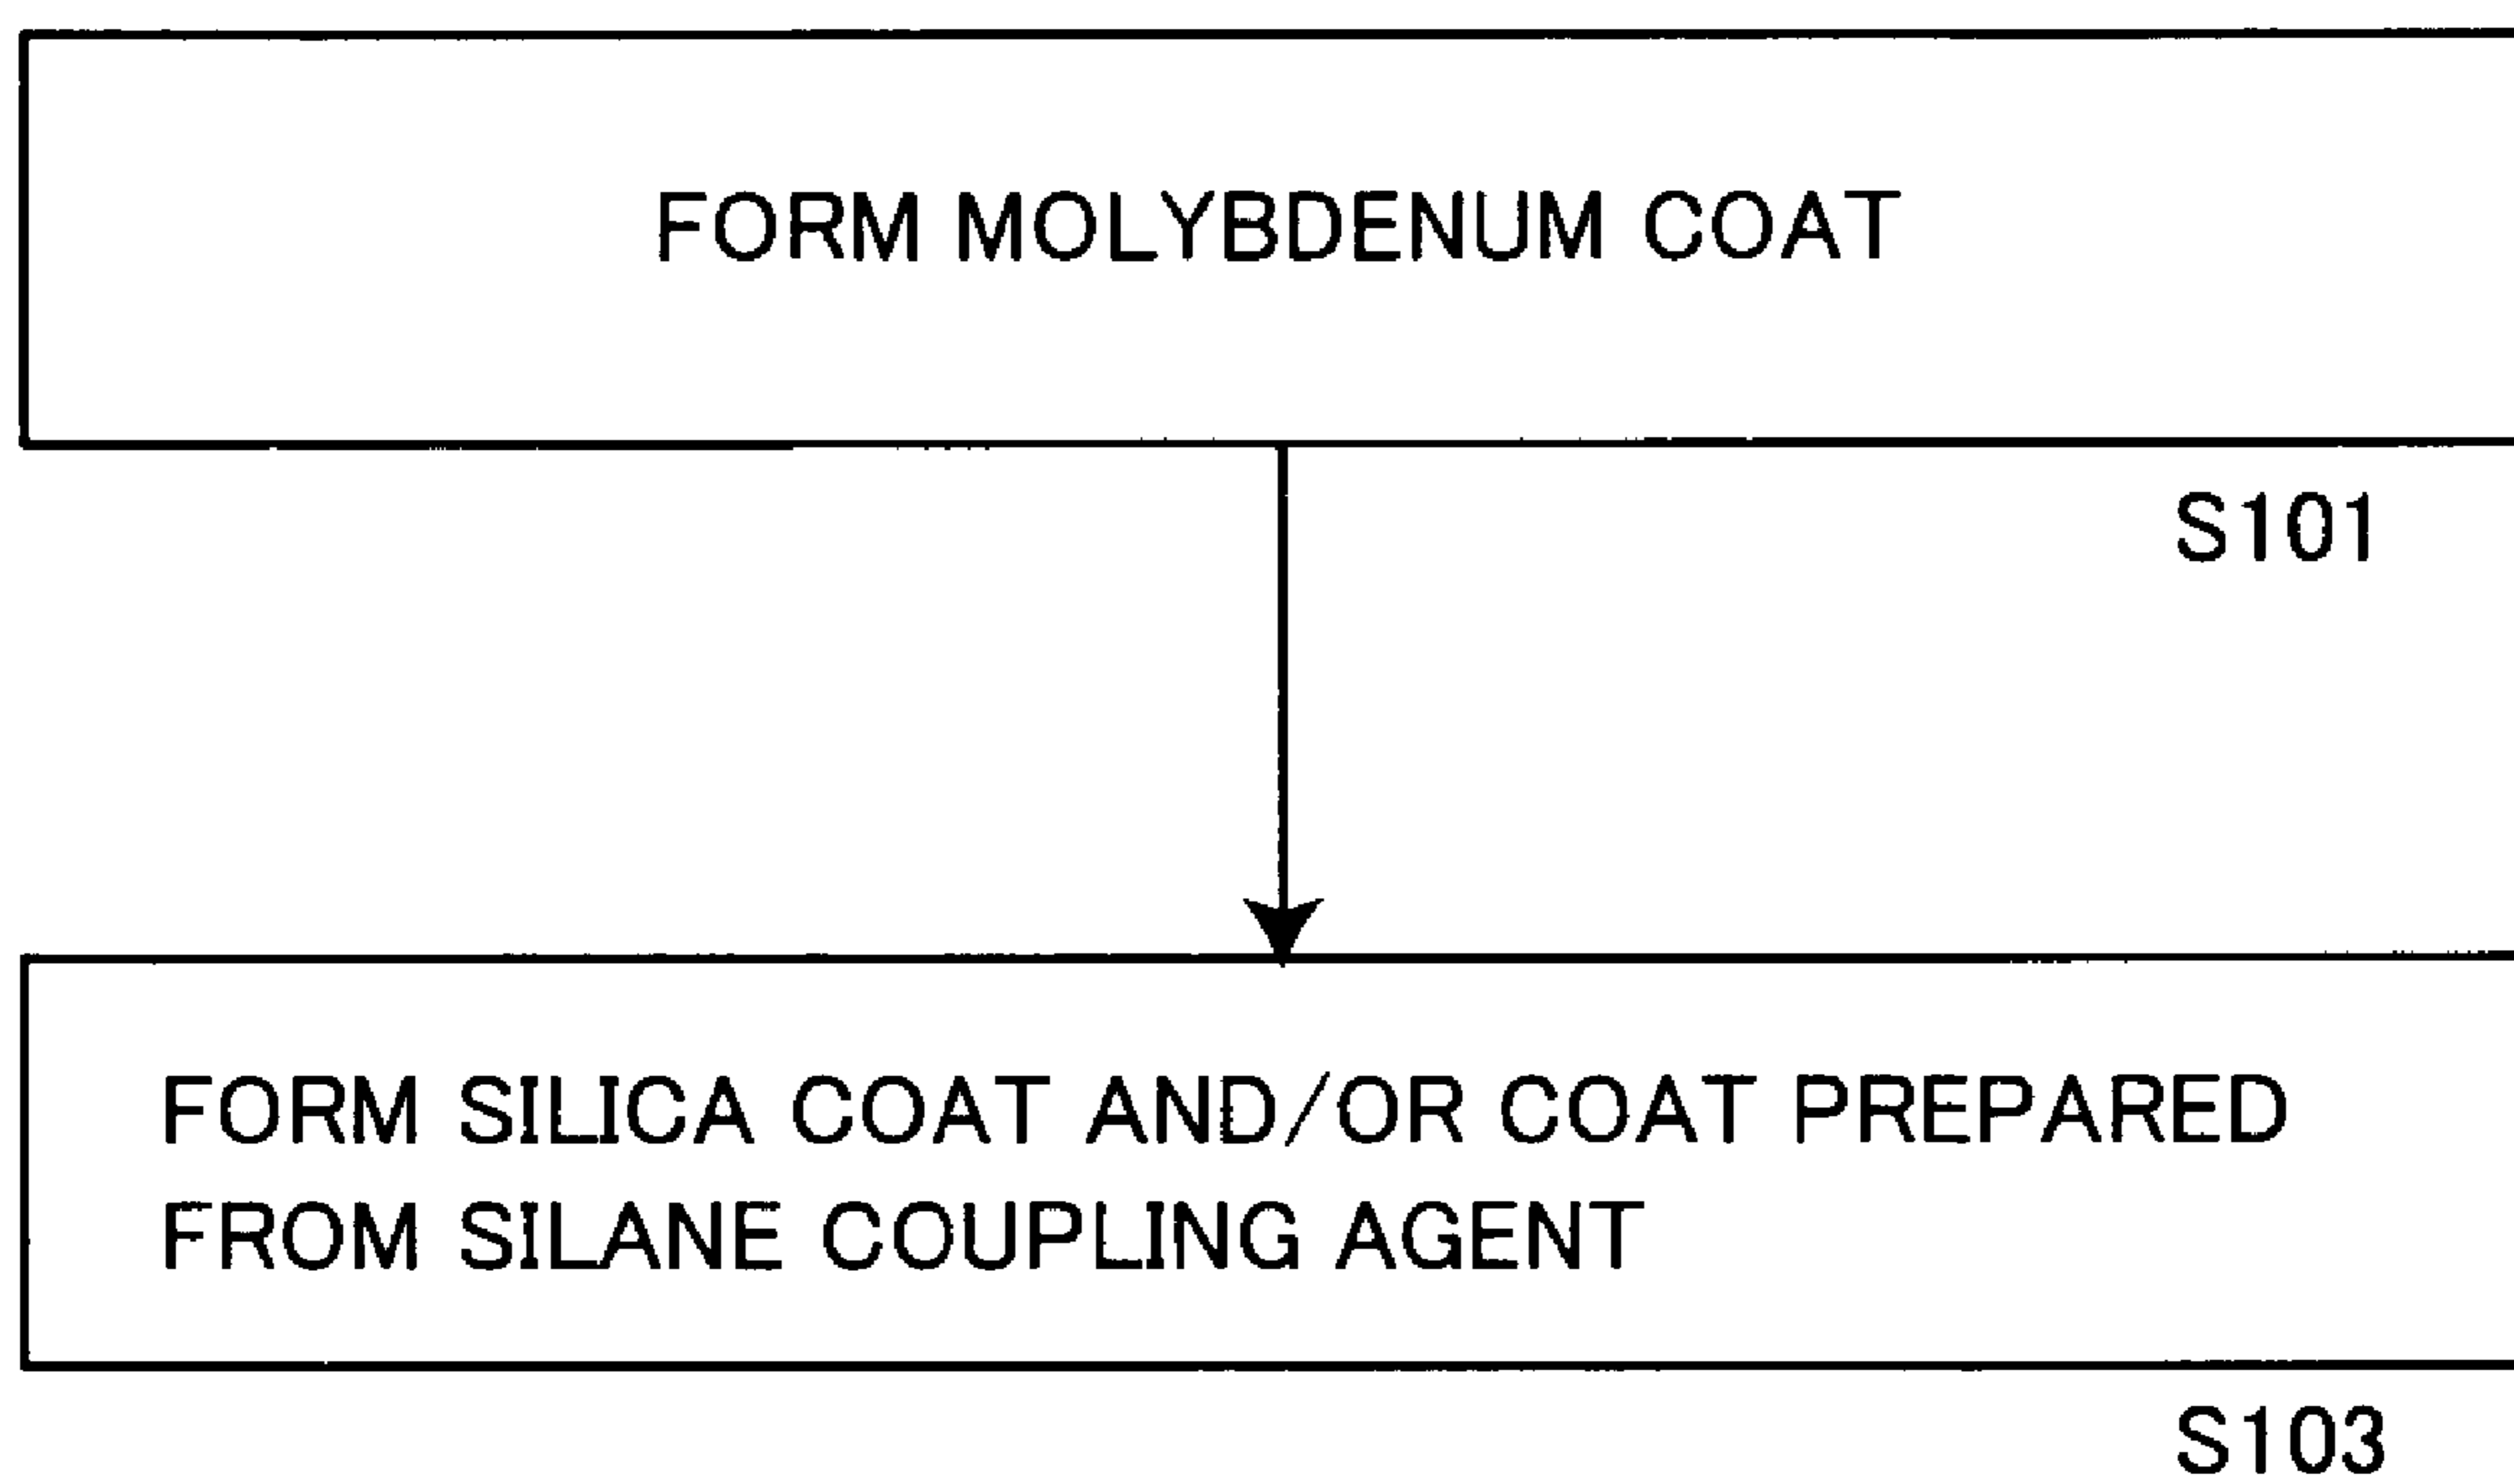 FORM MOLYBDENUM COAT
S101
FORM SILICA COAT AND/OR COAT PREPARED
FROM SILANE COUPLING AGENT
S103